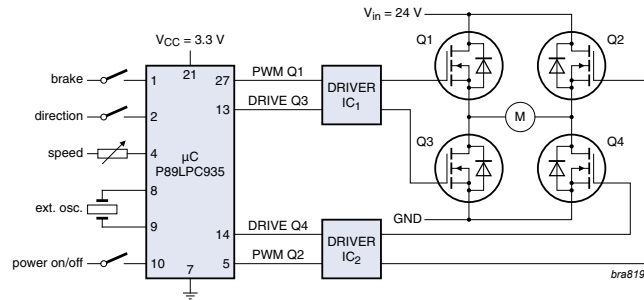 V_in = 24 V
V_CC = 3.3 V
Q1
Q2
brake
1
21
27
PWM Q1
DRIVER
IC1
direction
2
13
DRIVE Q3
M
speed
4
μC
P89LPC935
Q3
Q4
ext. osc.
8
9
GND
14
DRIVE Q4
DRIVER
IC2
power on/off
10
7
5
PWM Q2
bra819